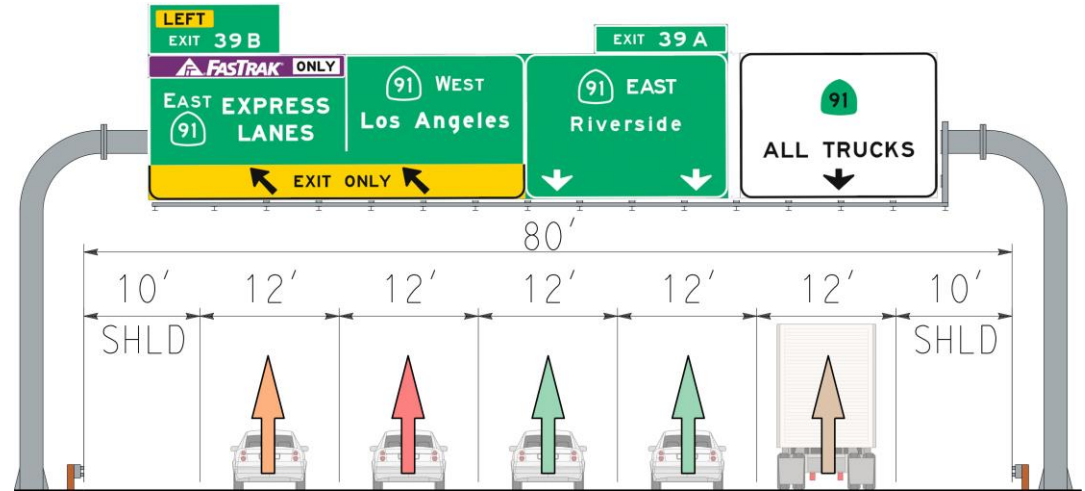 LEFT
EXIT 39 B
FASTRAK ONLY
EAST 91 EXPRESS LANES
91 WEST
Los Angeles
EXIT ONLY
EXIT 39 A
91 EAST
Riverside
91
ALL TRUCKS
80'
10' 12' 12' 12' 12' 12' 10'
SHLD SHLD